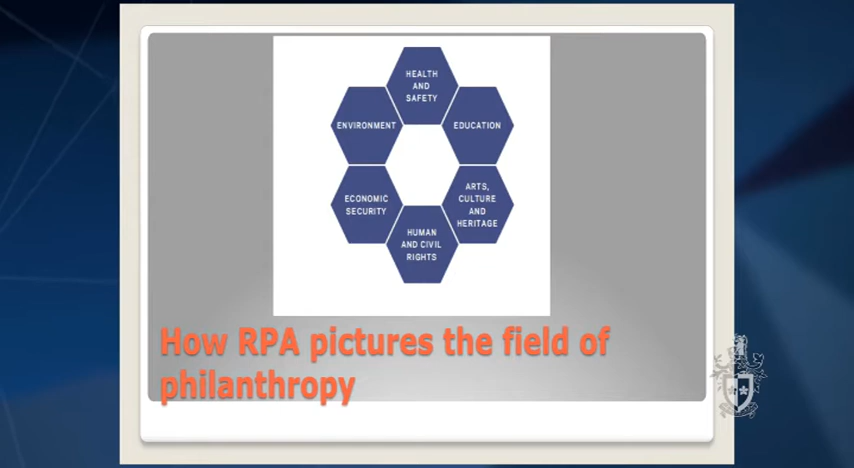 HEALTH
AND
SAFETY
ENVIRONMENT
EDUCATION
ECONOMIC
SECURITY
ARTS,
CULTURE
AND
HERITAGE
HUMAN
AND CIVIL
RIGHTS
How RPA pictures the field of
philanthropy